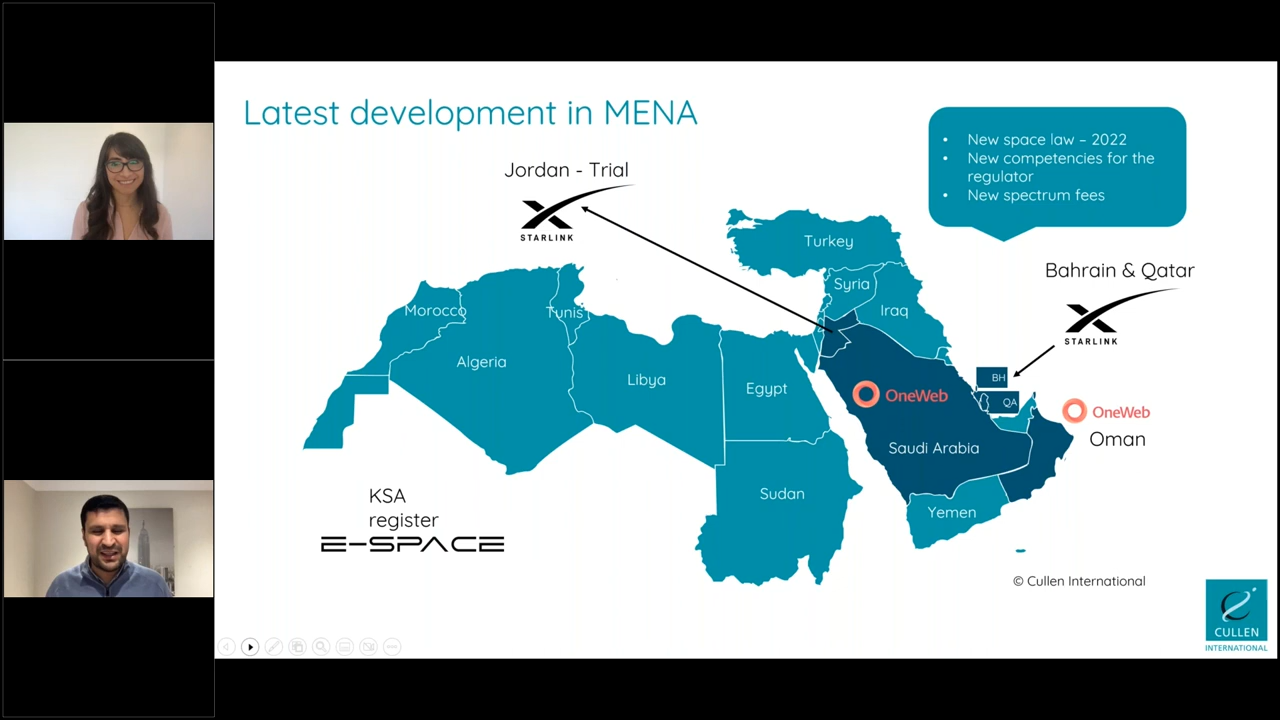 Latest development in MENA
• New space law – 2022
• New competencies for the
regulator
• New spectrum fees
Jordan - Trial
STARLINK
Turkey
Syria
Iraq
Bahrain & Qatar
STARLINK
Morocco
Tunis
Algeria
Libya
Egypt
BH
QA
OneWeb
OneWeb
Oman
Saudi Arabia
Sudan
Yemen
KSA
register
E-SPACE
© Cullen International
CULLEN
INTERNATIONAL